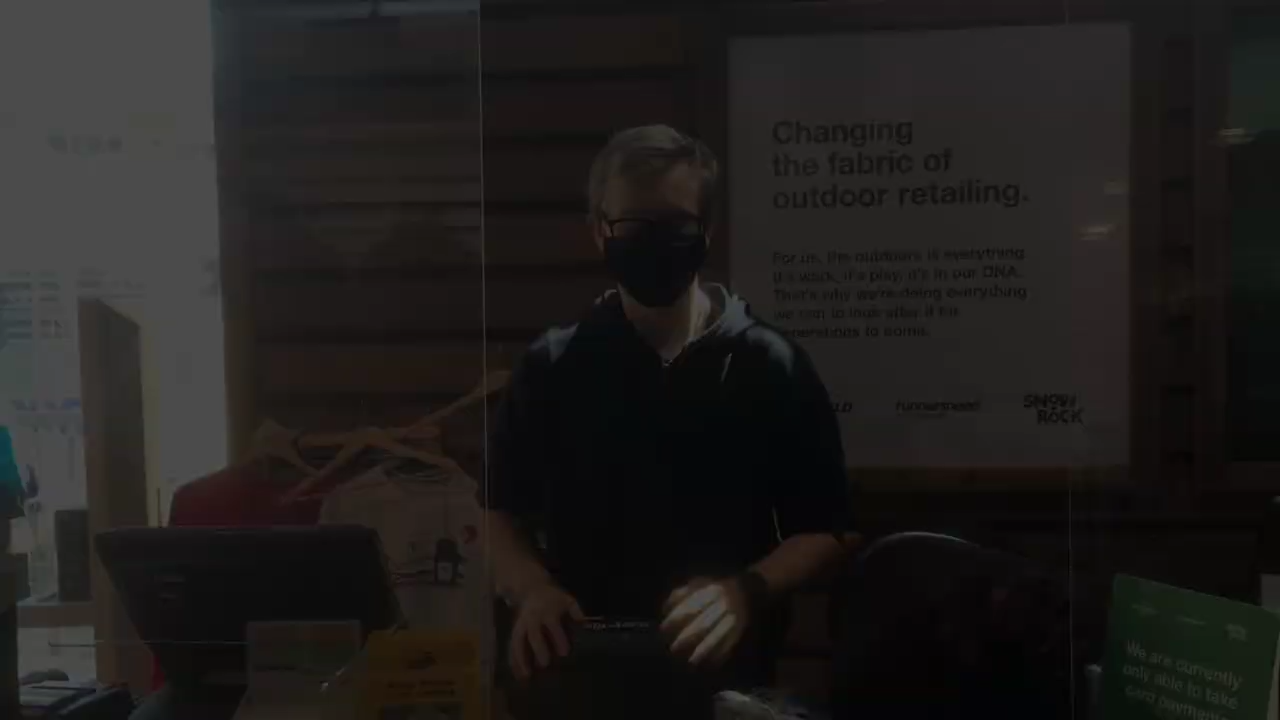 Changing
the fabric of
outdoor retailing.
For us, the outdoors is everything
it's work, it's play, it's in our DNA.
That's why we're doing everything
we can to look after it for
generations to come.
runnersneed
SNOW
ROCK
We are currently
only able to take
card payments